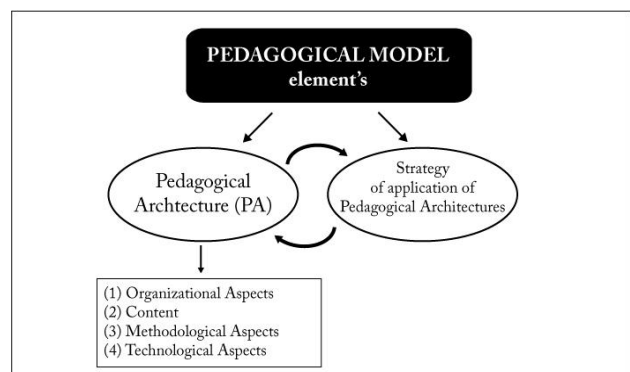 PEDAGOGICAL MODEL
element's
Pedagogical
Archtecture (PA)
Strategy
of application of
Pedagogical Architectures
(1) Organizational Aspects
(2) Content
(3) Methodological Aspects
(4) Technological Aspects